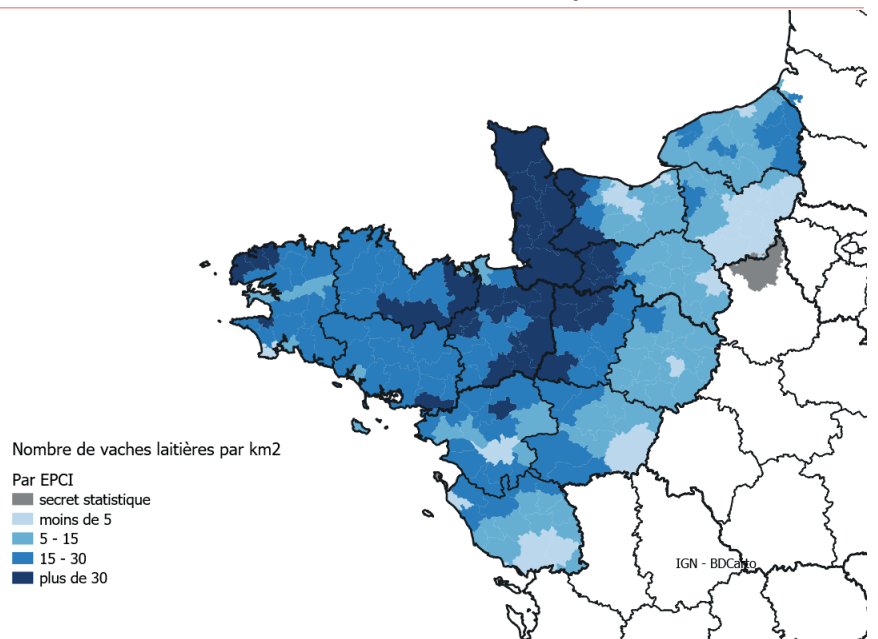 Nombre de vaches laitières par km2
Par EPCI
secret statistique
moins de 5
5 - 15
15 - 30
plus de 30
IGN - BDCarto